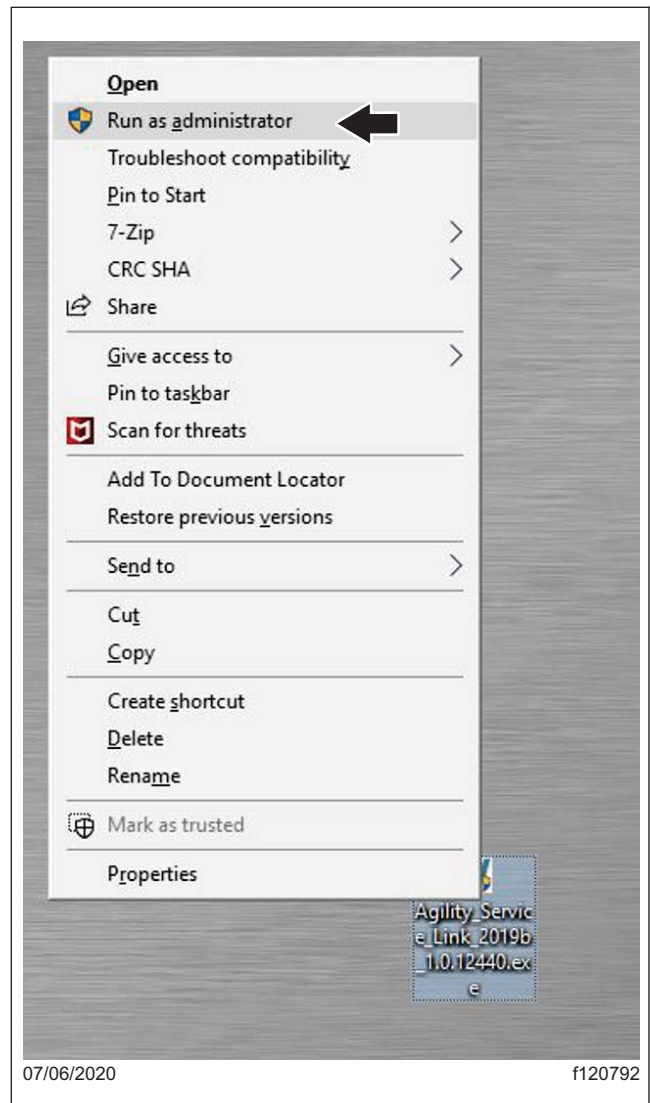 Open
Run as administrator
Troubleshoot compatibility
Pin to Start
7-Zip
CRC SHA
Share
Give access to
Pin to taskbar
Scan for threats
Add To Document Locator
Restore previous versions
Send to
Cut
Copy
Create shortcut
Delete
Rename
Mark as trusted
Properties
Agility_Servic
e_Link_2019b
_1.0.12440.ex
e
07/06/2020 f120792